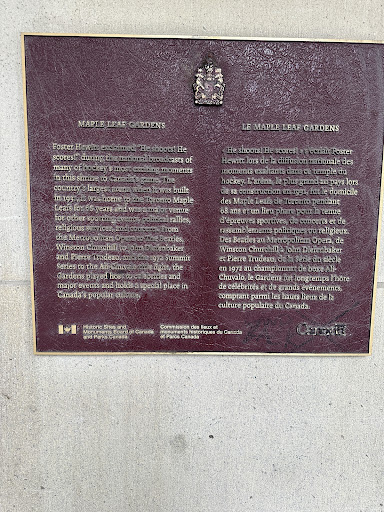 MAPLE LEAF GARDENS
Foster Hewitt exclaimed "He shoots! He
scores!" during the national broadcasts of
many of hockey's most exciting moments
in this shrine to Canada's game. The
country's largest arena when it was built
in 1931, it was home to the Toronto Maple
Leafs for 68 years and was a major venue
for other sporting events, political rallies,
religious services, and concerts. From
the Metropolitan Opera to the Beatles,
Winston Churchill to John Diefenbaker
and Pierre Trudeau, and the 1972 Summit
Series to the Ali-Chuvalo title fight, the
Gardens played host to celebrities and
major events and holds a special place in
Canada's popular culture.
LE MAPLE LEAF GARDENS
« He shoots! He scores! » s'écriait Foster
Hewitt lors de la diffusion nationale des
moments exaltants dans ce temple du
hockey. L'aréna, le plus grand au pays lors
de sa construction en 1931, fut le domicile
des Maple Leafs de Toronto pendant
68 ans et un lieu phare pour la tenue
d'épreuves sportives, de concerts et de
rassemblements politiques ou religieux.
Des Beatles au Metropolitan Opera, de
Winston Churchill à John Diefenbaker
et Pierre Trudeau, de la Série du siècle
en 1972 au championnat de boxe Ali-
Chuvalo, le Gardens fut longtemps l'hôte
de célébrités et de grands événements,
comptant parmi les hauts lieux de la
culture populaire du Canada.
Historic Sites and
Monuments Board of Canada
and Parks Canada
Commission des lieux et
monuments historiques du Canada
et Parcs Canada
Canada